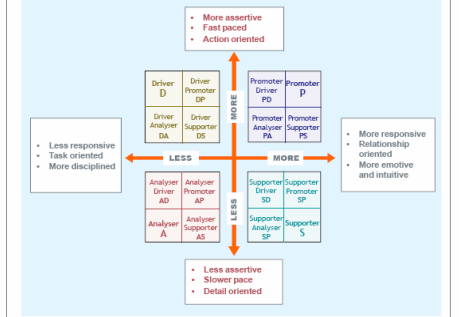 • More assertive
• Fast paced
• Action oriented
Driver
D
Driver
Promoter
DP
Driver
Analyser
DA
Driver
Supporter
DS
MORE
Promoter
Driver
PD
Promoter
P
Promoter
Analyser
PA
Promoter
Supporter
PS
• Less responsive
• Task oriented
• More disciplined
LESS
MORE
• More responsive
• Relationship
oriented
• More emotive
and intuitive
Analyser
Driver
AD
Analyser
Promoter
AP
Analyser
A
Analyser
Supporter
AS
LESS
Supporter
Driver
SD
Supporter
Promoter
SP
Supporter
Analyser
SP
Supporter
S
• Less assertive
• Slower pace
• Detail oriented